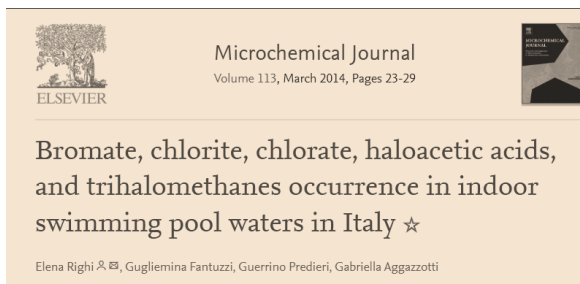 Microchemical Journal
Volume 113, March 2014, Pages 23-29
ELSEVIER
MICROCHEMICAL
JOURNAL
Bromate, chlorite, chlorate, haloacetic acids,
and trihalomethanes occurrence in indoor
swimming pool waters in Italy ☆
Elena Righi, Gugliemina Fantuzzi, Guerrino Predieri, Gabriella Aggazzotti